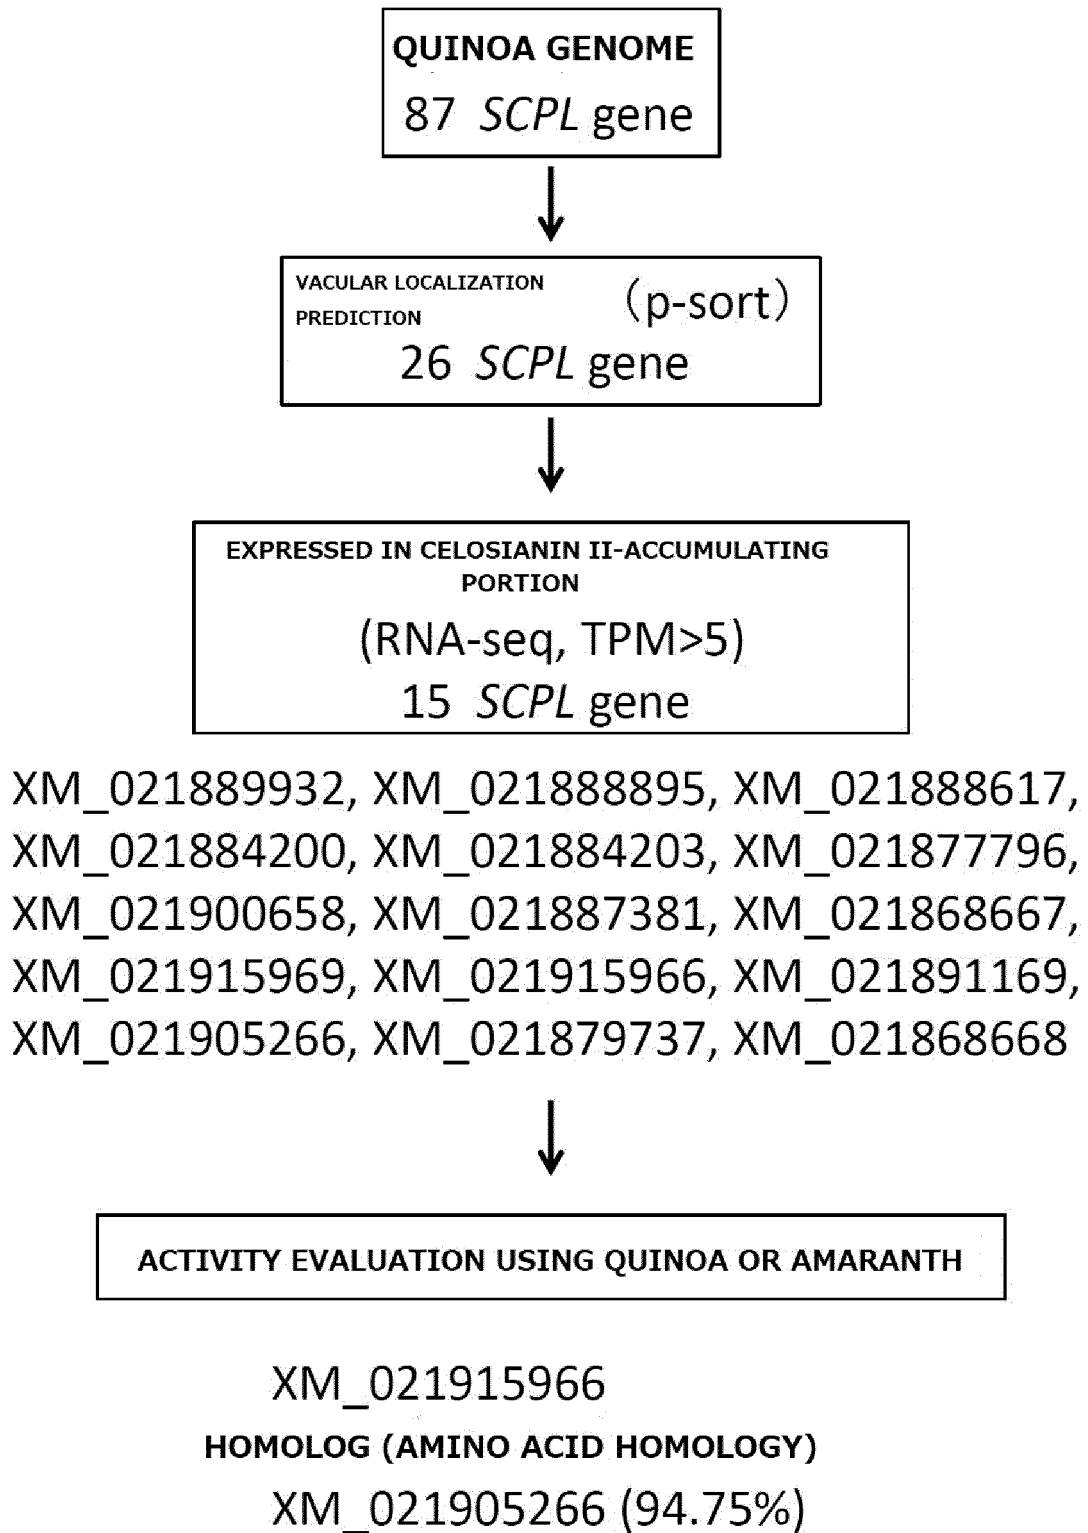 QUINOA GENOME
87 SCPL gene
VACULAR LOCALIZATION (p-sort)
PREDICTION
26 SCPL gene
EXPRESSED IN CELOSIANIN II-ACCUMULATING
PORTION
(RNA-seq, TPM>5)
15 SCPL gene
XM_021889932, XM_021888895, XM_021888617,
XM_021884200, XM_021884203, XM_021877796,
XM_021900658, XM_021887381, XM_021868667,
XM_021915969, XM_021915966, XM_021891169,
XM_021905266, XM_021879737, XM_021868668
ACTIVITY EVALUATION USING QUINOA OR AMARANTH
XM_021915966
HOMOLOG (AMINO ACID HOMOLOGY)
XM_021905266 (94.75%)